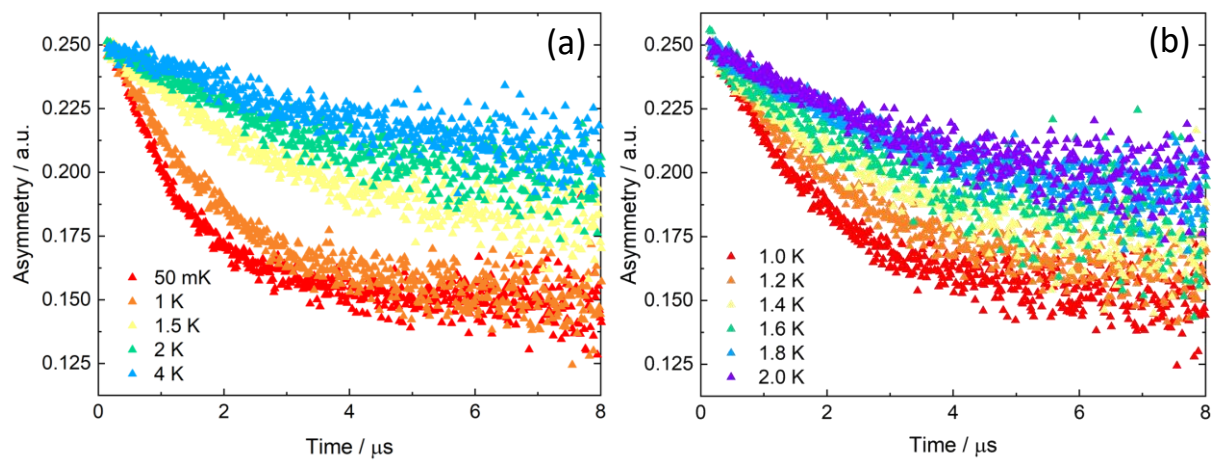 (a)
0.250
0.225
0.200
0.175
0.150
0.125
Asymmetry / a.u.
50 mK
1 K
1.5 K
2 K
4 K
0 2 4 6 8
Time / μs
(b)
0.250
0.225
0.200
0.175
0.150
0.125
Asymmetry / a.u.
1.0 K
1.2 K
1.4 K
1.6 K
1.8 K
2.0 K
0 2 4 6 8
Time / μs